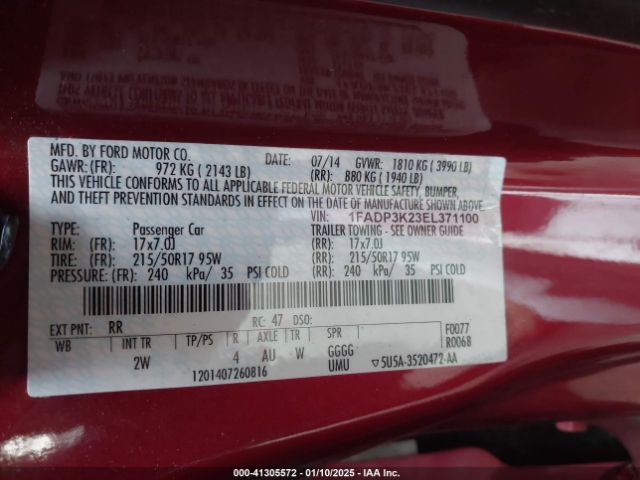 MFD. BY FORD MOTOR CO.
DATE: 07/14 GVWR: 1810 KG ( 3990 LB)
GAWR: (FR): 972 KG ( 2143 LB) (RR): 880 KG ( 1940 LB)
THIS VEHICLE CONFORMS TO ALL APPLICABLE FEDERAL MOTOR VEHICLE SAFETY, BUMPER,
AND THEFT PREVENTION STANDARDS IN EFFECT ON THE DATE OF MANUFACTURE SHOWN ABOVE.
VIN: 1FADP3K23EL371100
TYPE: Passenger Car TRAILER TOWING - SEE OWNER GUIDE
RIM: (FR): 17x7.0J (RR): 17x7.0J
TIRE: (FR): 215/50R17 95W (RR): 215/50R17 95W
PRESSURE: (FR): 240 kPa/ 35 PSI COLD (RR): 240 kPa/ 35 PSI COLD
EXT PNT: RR RC: 47 DSO: F0077
WB INT TR TP/PS R AXLE TR SPR R0068
2W 4 AU W GGGG
UMU
1201407260816 5U5A-3520472-AA
000-41305572 — 01/10/2025 — IAA Inc.